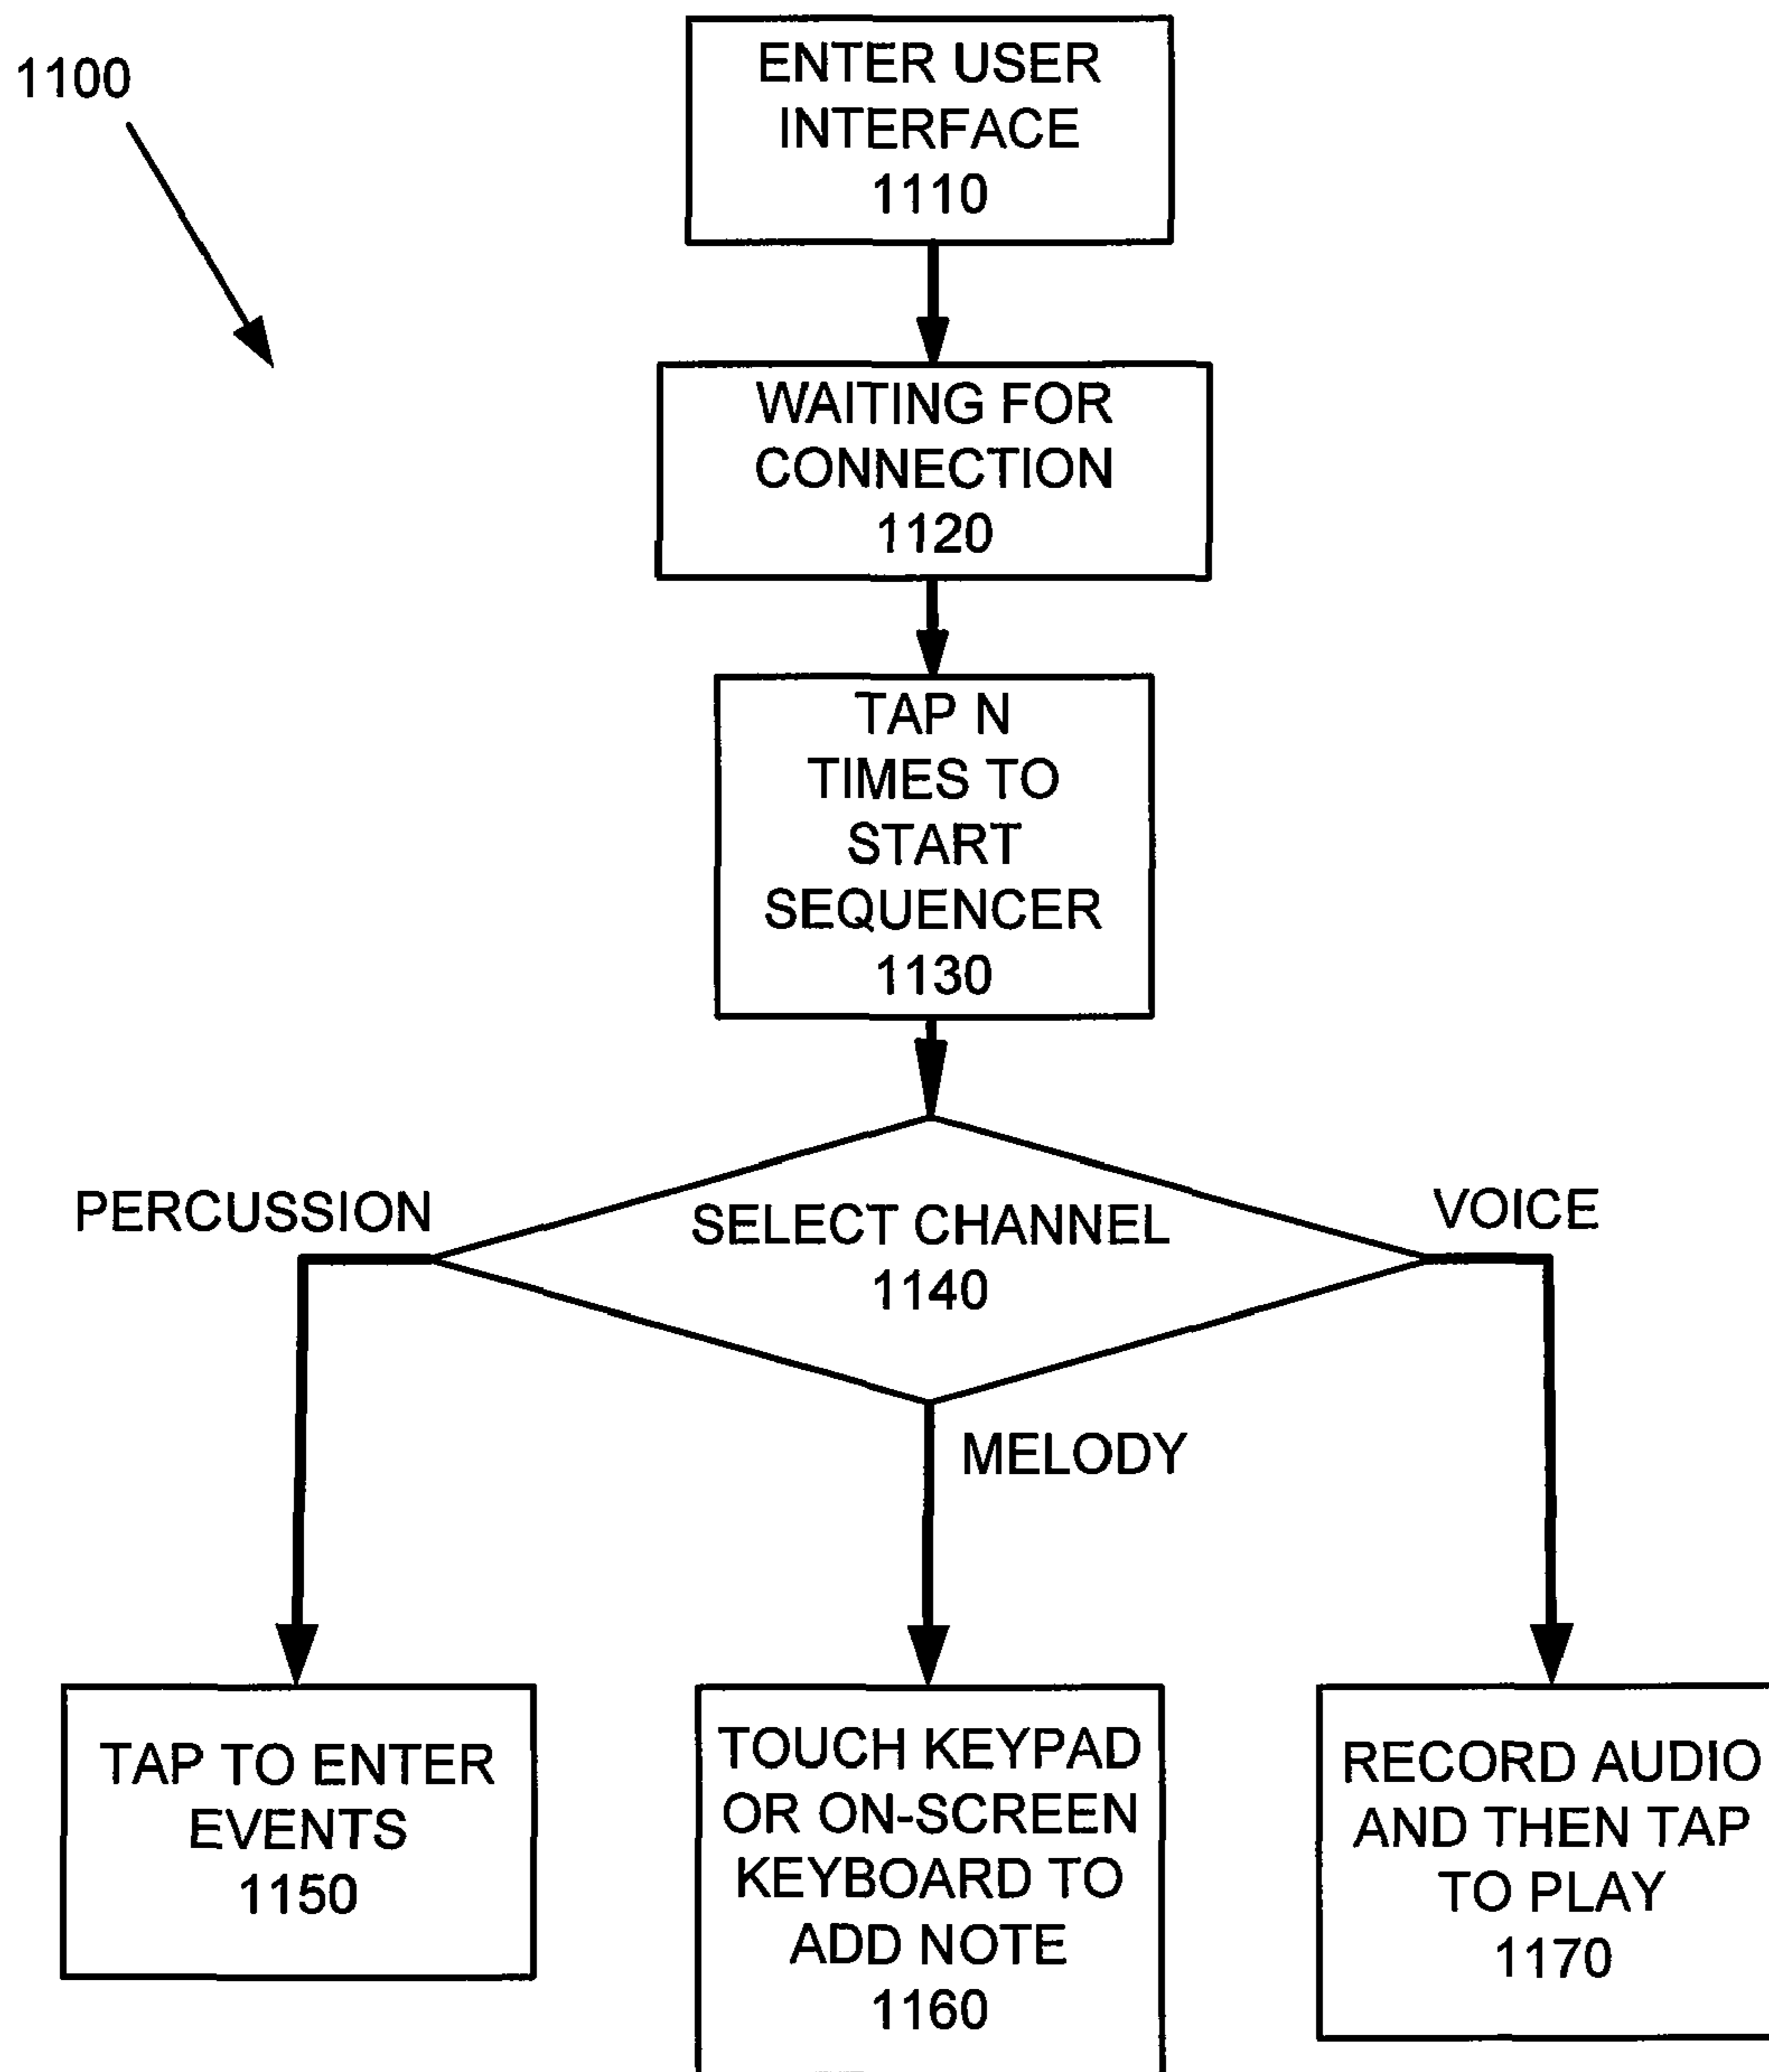 1100
ENTER USER
INTERFACE
1110
WAITING FOR
CONNECTION
1120
TAP N
TIMES TO
START
SEQUENCER
1130
SELECT CHANNEL
1140
PERCUSSION
VOICE
MELODY
TAP TO ENTER
EVENTS
1150
TOUCH KEYPAD
OR ON-SCREEN
KEYBOARD TO
ADD NOTE
1160
RECORD AUDIO
AND THEN TAP
TO PLAY
1170